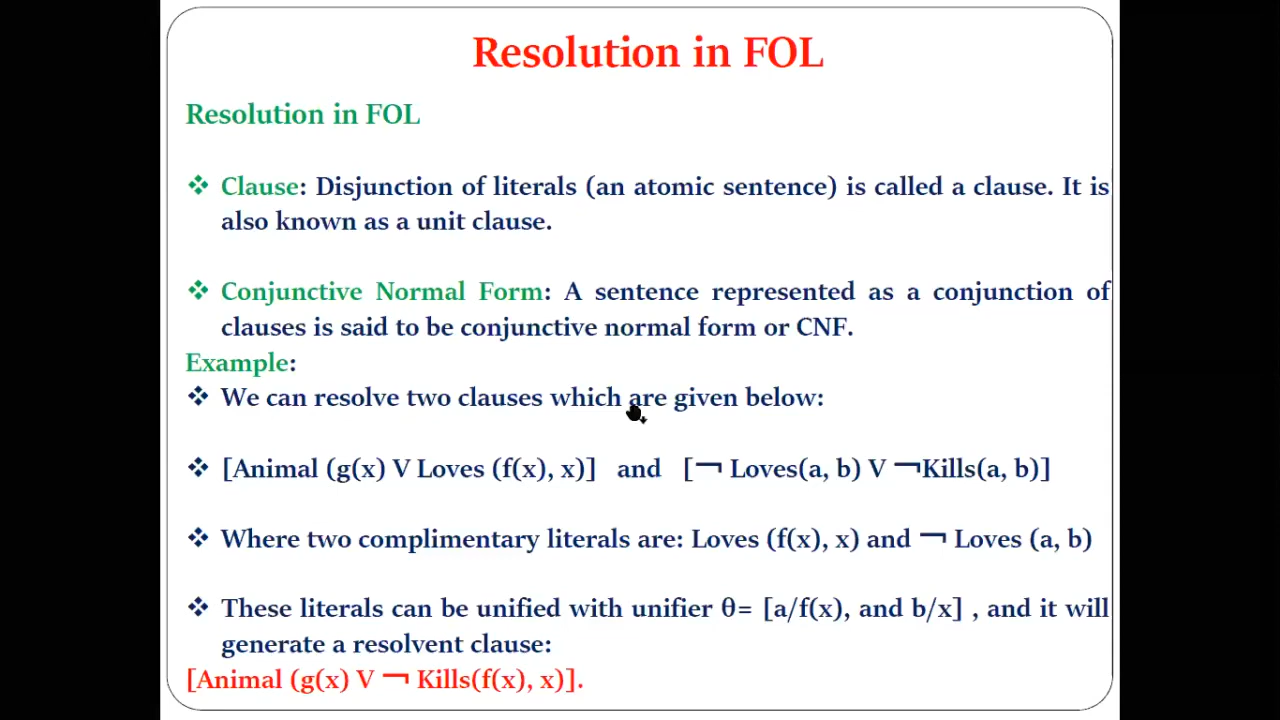 Resolution in FOL
Resolution in FOL
❖ Clause: Disjunction of literals (an atomic sentence) is called a clause. It is
also known as a unit clause.
❖ Conjunctive Normal Form: A sentence represented as a conjunction of
clauses is said to be conjunctive normal form or CNF.
Example:
❖ We can resolve two clauses which are given below:
❖ [Animal (g(x) V Loves (f(x), x)] and [￢ Loves(a, b) V ￢Kills(a, b)]
❖ Where two complimentary literals are: Loves (f(x), x) and ￢ Loves (a, b)
❖ These literals can be unified with unifier θ= [a/f(x), and b/x] , and it will
generate a resolvent clause:
[Animal (g(x) V ￢ Kills(f(x), x)].